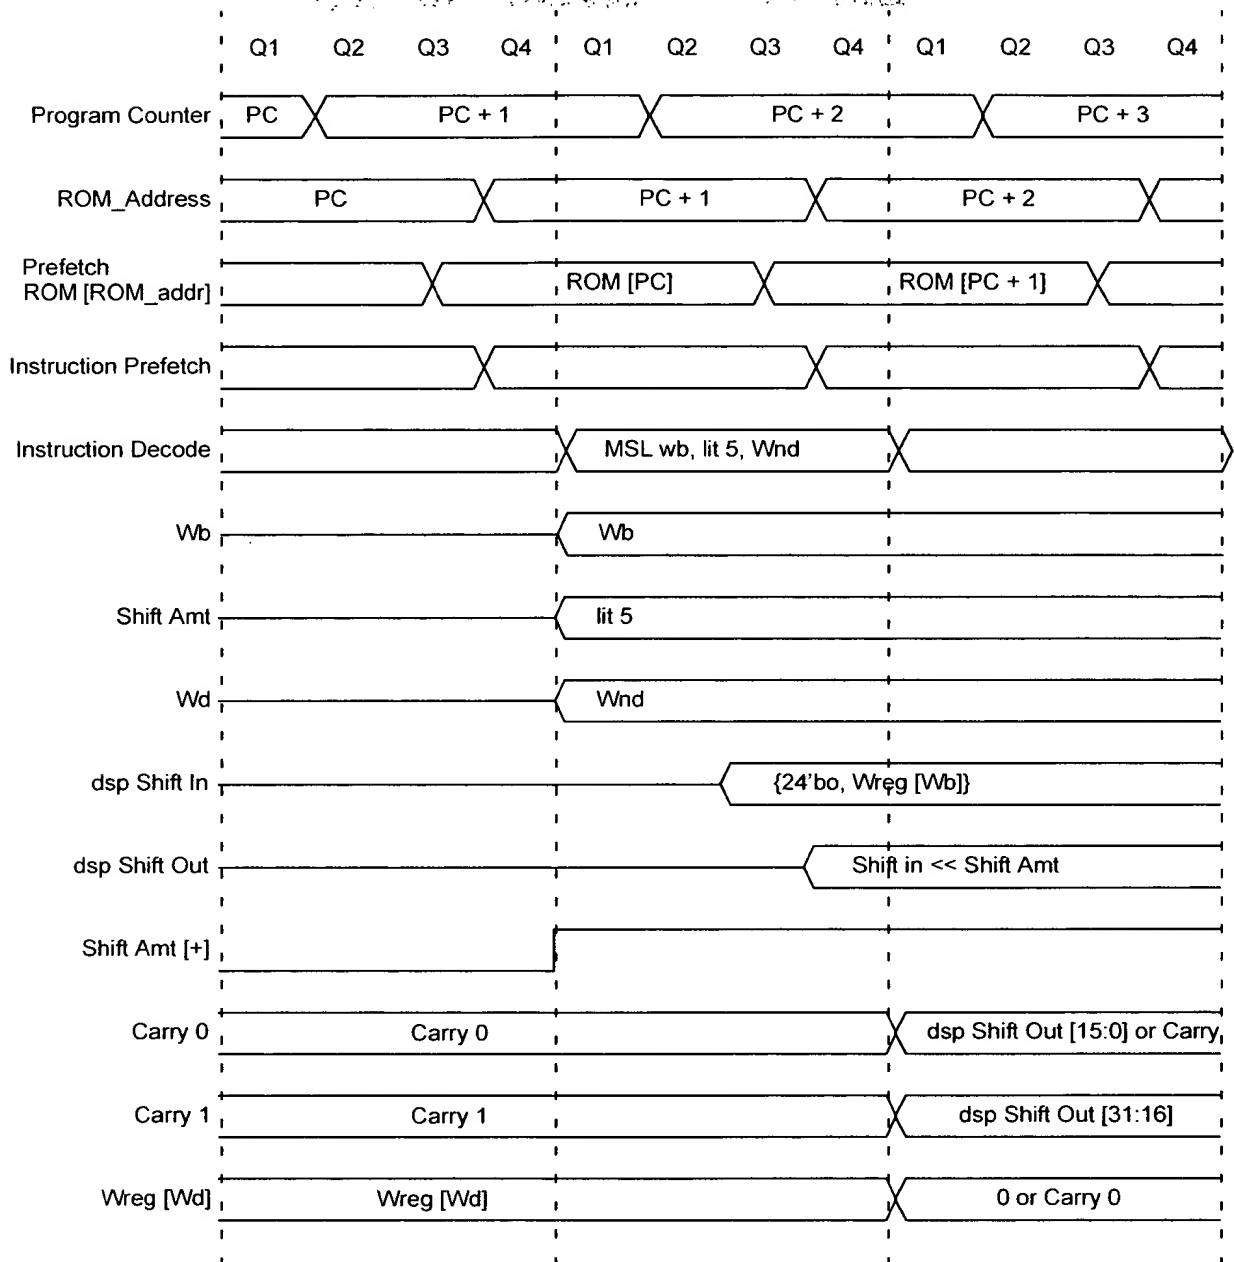 Q1 Q2 Q3 Q4 Q1 Q2 Q3 Q4 Q1 Q2 Q3 Q4
Program Counter PC PC + 1 PC + 2 PC + 3
ROM_Address PC PC + 1 PC + 2
Prefetch
ROM [ROM_addr] ROM [PC] ROM [PC + 1]
Instruction Prefetch
Instruction Decode MSL wb, lit 5, Wnd
Wb Wb
Shift Amt lit 5
Wd Wnd
dsp Shift In {24'bo, Wreg [Wb]}
dsp Shift Out Shift in << Shift Amt
Shift Amt [+]
Carry 0 Carry 0 dsp Shift Out [15:0] or Carry
Carry 1 Carry 1 dsp Shift Out [31:16]
Wreg [Wd] Wreg [Wd] 0 or Carry 0